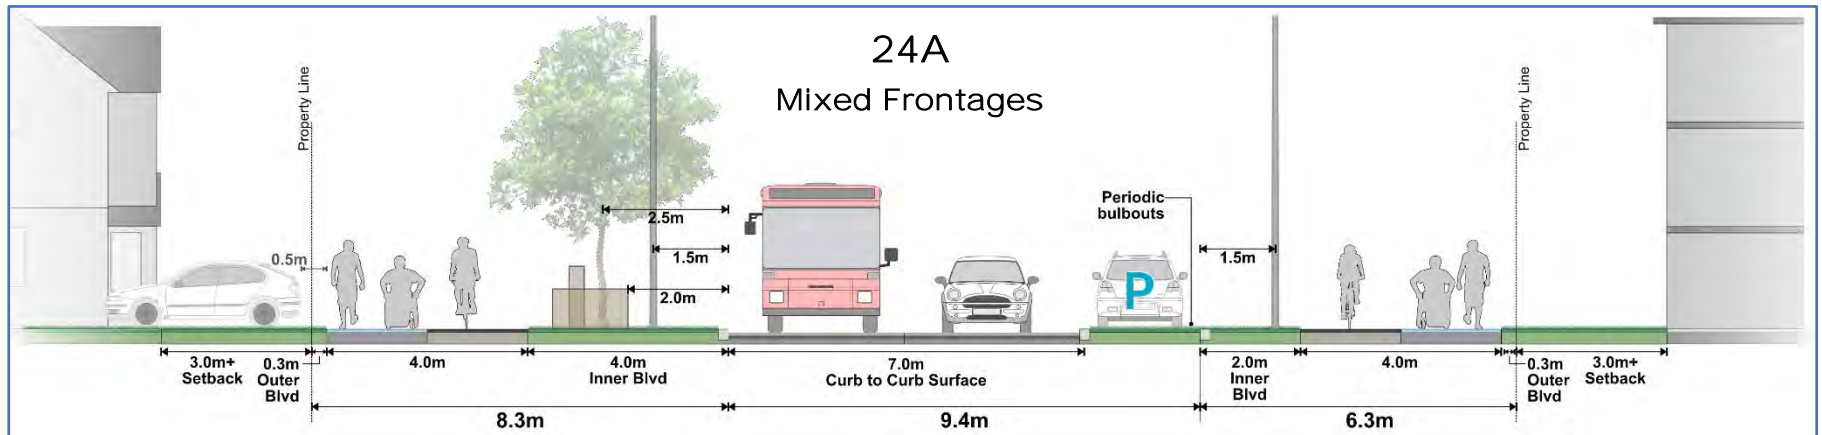 24A
Mixed Frontages
Property Line
Property Line
Periodic
bulbouts
2.5m
1.5m
1.5m
0.5m
2.0m
P
3.0m+
Setback
0.3m
Outer
Blvd
4.0m
4.0m
Inner Blvd
7.0m
Curb to Curb Surface
2.0m
Inner
Blvd
4.0m
0.3m
Outer
Blvd
3.0m+
Setback
8.3m
9.4m
6.3m